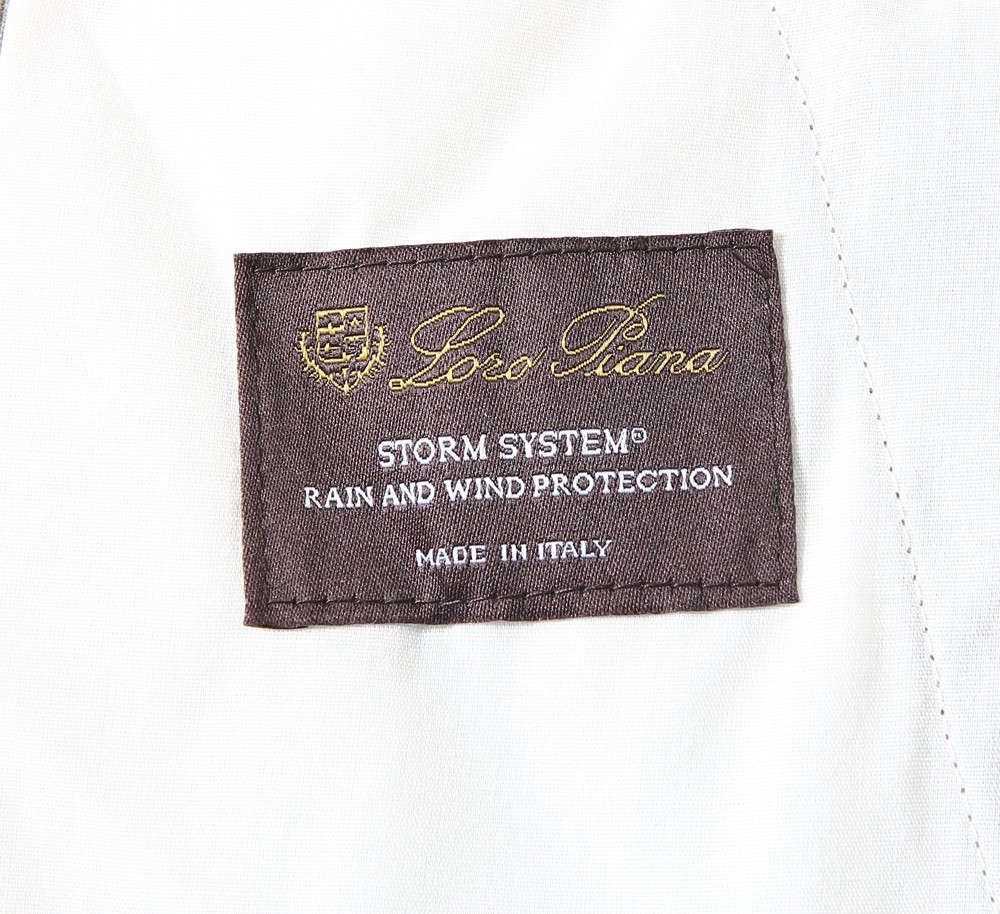 Loro Piana
STORM SYSTEM®
RAIN AND WIND PROTECTION
MADE IN ITALY